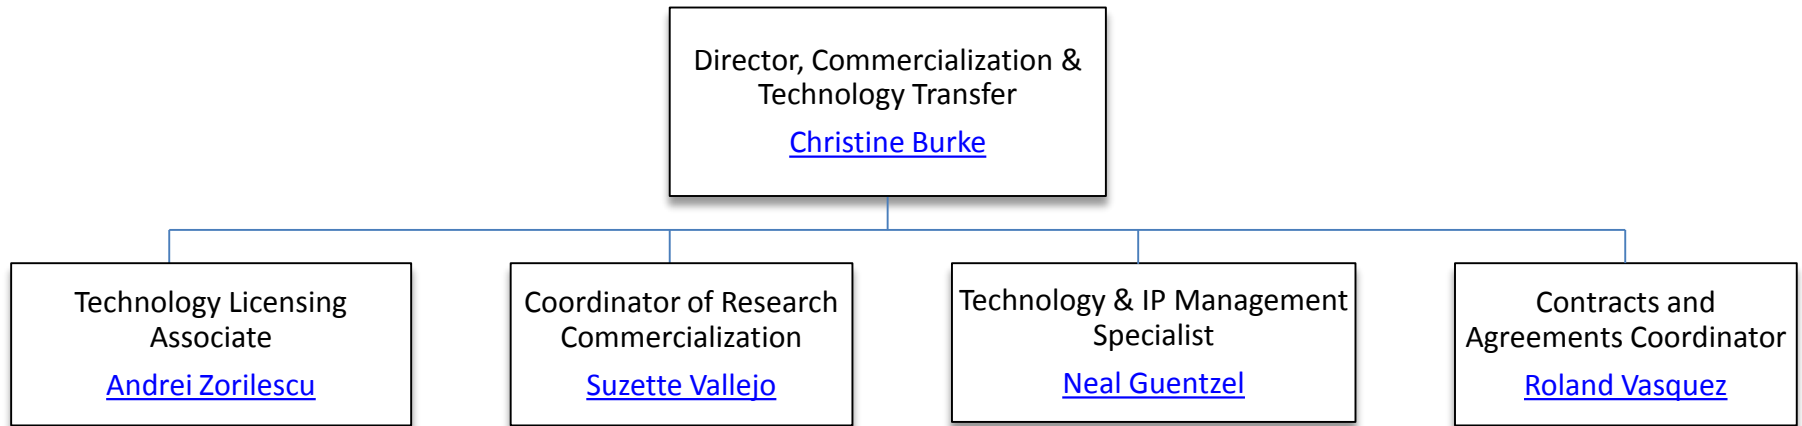 Director, Commercialization &
Technology Transfer
Christine Burke
Technology Licensing
Associate
Andrei Zorilescu
Coordinator of Research
Commercialization
Suzette Vallejo
Technology & IP Management
Specialist
Neal Guentzel
Contracts and
Agreements Coordinator
Roland Vasquez